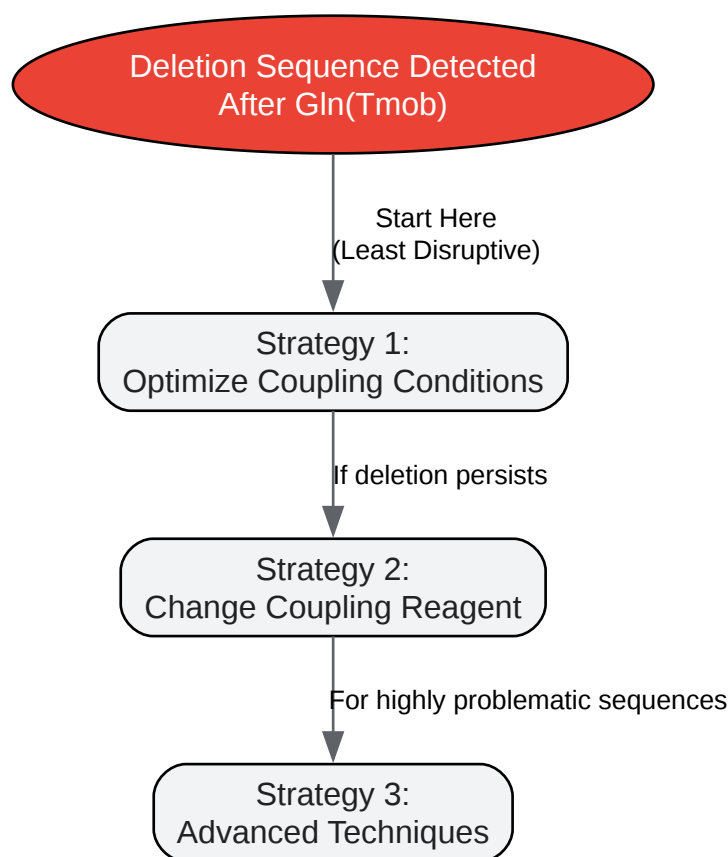 Deletion Sequence Detected
After Gln(Tmob)
Start Here
(Least Disruptive)
Strategy 1:
Optimize Coupling Conditions
If deletion persists
Strategy 2:
Change Coupling Reagent
For highly problematic sequences
Strategy 3:
Advanced Techniques